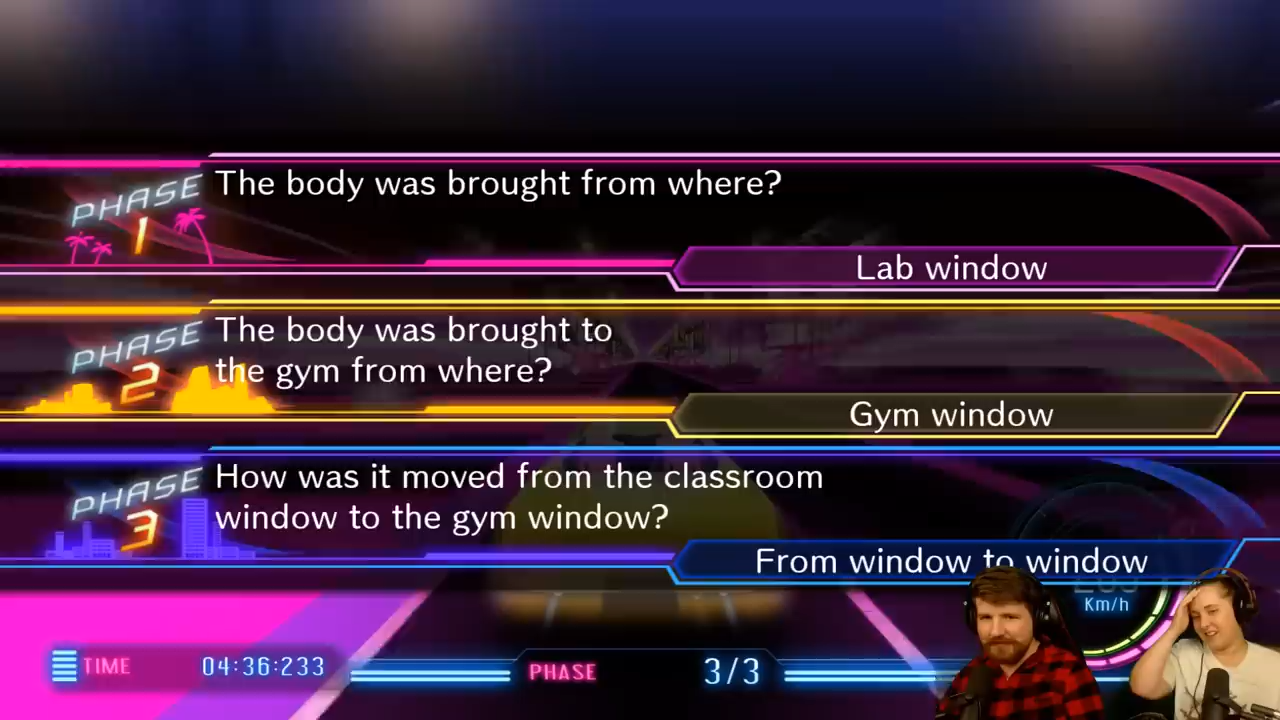 PHASE 1
The body was brought from where?
Lab window
PHASE 2
The body was brought to
the gym from where?
Gym window
PHASE 3
How was it moved from the classroom
window to the gym window?
From window to window
Km/h
TIME 04:36:233
PHASE 3/3